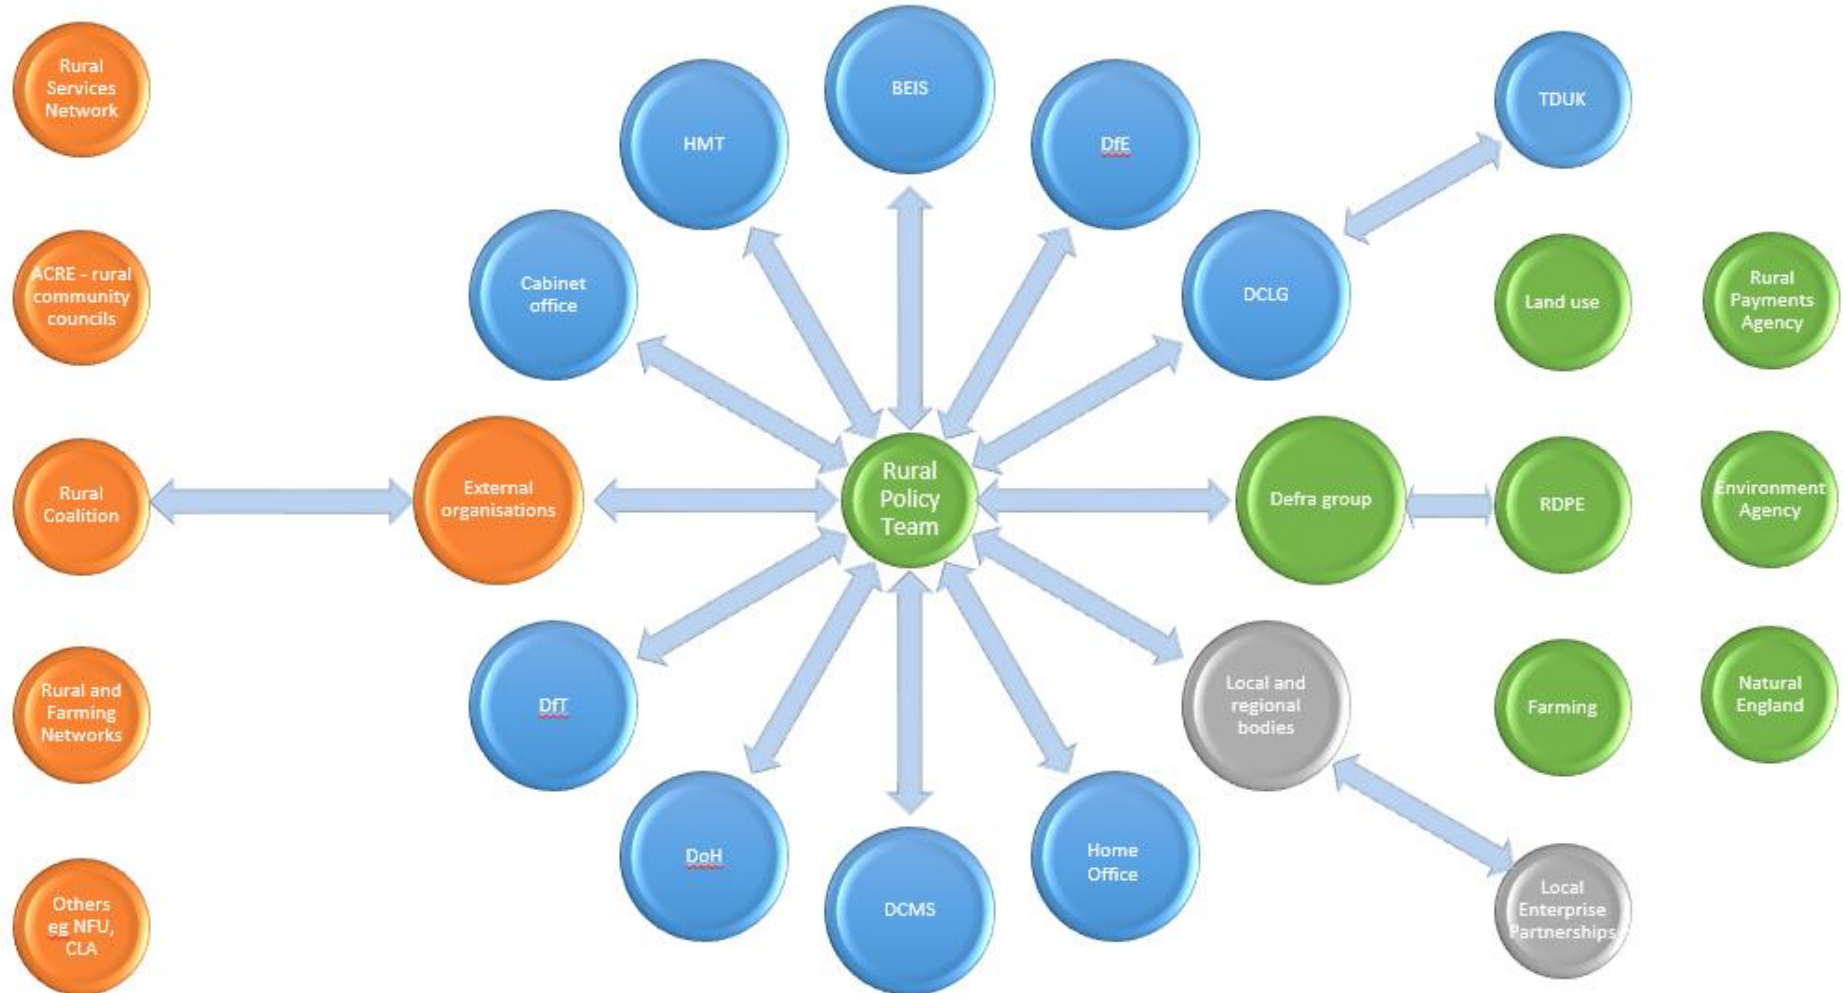 Rural
Services
Network
ACRE - rural
community
councils
Rural
Coalition
Rural and
Farming
Networks
Others
eg NFU,
CLA
External
organisations
Cabinet
office
HMT
BEIS
DfE
DCLG
TDUK
Rural
Policy
Team
Defra group
RDPE
Land use
Rural
Payments
Agency
Environment
Agency
Farming
Natural
England
Local and
regional
bodies
Local
Enterprise
Partnerships
Home
Office
DCMS
DoH
DfT